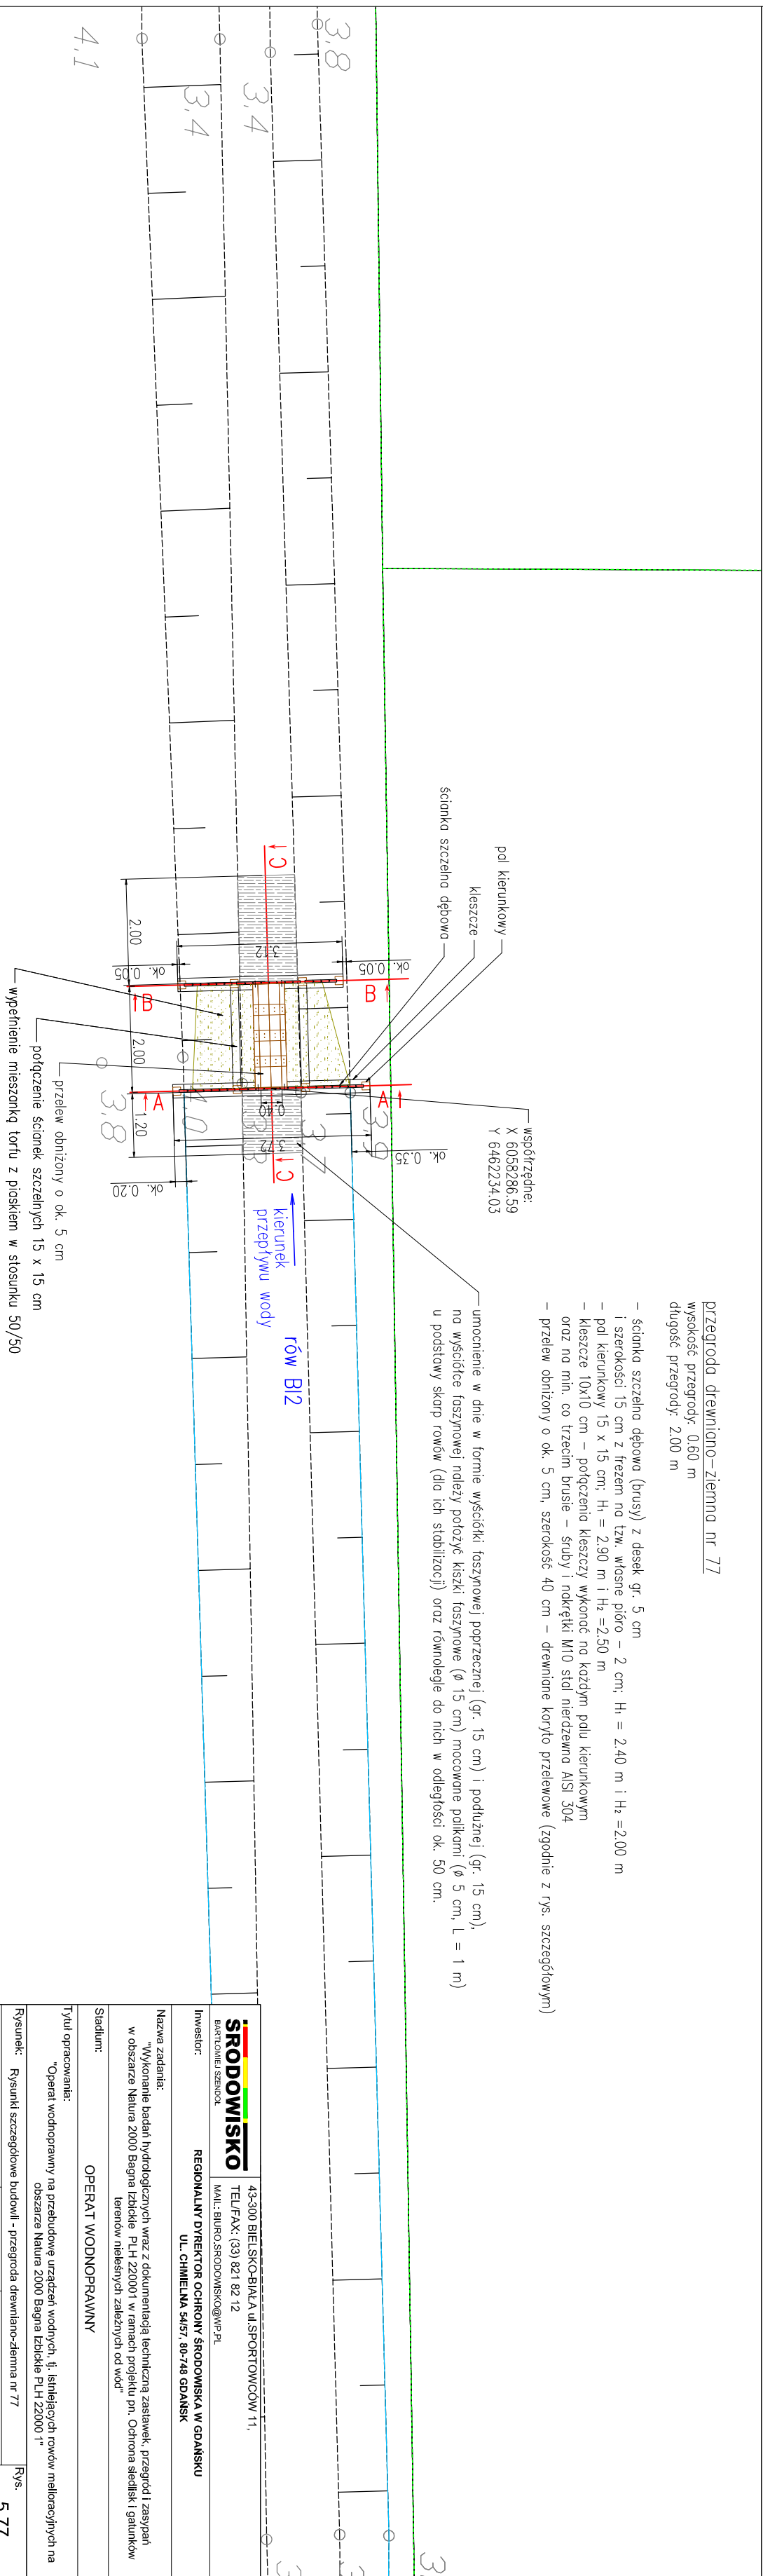 przegroda drewniano-ziemna nr 77
wysokość przegrody: 0.60 m
długość przegrody: 2.00 m
- ścianka szczelna dębowa (brusy) z desek gr. 5 cm
i szerokości 15 cm z frezem na tzw. własne pióro - 2 cm; H₁ = 2.40 m i H₂ =2.00 m
- pal kierunkowy 15 x 15 cm; H₁ = 2.90 m i H₂ =2.50 m
- kleszcze 10x10 cm - połączenia kleszczy wykonać na każdym palu kierunkowym
oraz na min. co trzecim brusie - śruby i nakrętki M10 stal nierdzewna AISI 304
- przelew obniżony o ok. 5 cm, szerokość 40 cm - drewniane koryto przelewowe (zgodnie z rys. szczegółowym)
współrzędne:
X 6058286.59
Y 6462234.03
pal kierunkowy
kleszcze
ścianka szczelna dębowa
umocnienie w dnie w formie wyściółki faszynowej poprzecznej (gr. 15 cm) i podłużnej (gr. 15 cm),
na wyściółce faszynowej należy położyć kiszki faszynowe (Ø 15 cm) mocowane palikami (Ø 5 cm, L = 1 m)
u podstawy skarp rowów (dla ich stabilizacji) oraz równolegle do nich w odległości ok. 50 cm.
3,8
3,4
3,4
4,1
ok. 0.05
B
A
ok. 0.35
3.12
C
C
0.40
3.72
kierunek
przepływu wody
rów BI2
ok. 0.05
B
A
ok. 0.20
2.00
2.00
1.20
3,8
przelew obniżony o ok. 5 cm
połączenie ścianek szczelnych 15 x 15 cm
wypełnienie mieszanką torfu z piaskiem w stosunku 50/50
ŚRODOWISKO
BARTŁOMIEJ SZENDOŁ
43-300 BIELSKO-BIAŁA ul.SPORTOWCÓW 11,
TEL/FAX: (33) 821 82 12
MAIL: BIURO.SRODOWISKO@WP.PL
Inwestor:
REGIONALNY DYREKTOR OCHRONY ŚRODOWISKA W GDAŃSKU
UL. CHMIELNA 54/57, 80-748 GDAŃSK
Nazwa zadania:
"Wykonanie badań hydrologicznych wraz z dokumentacją techniczną zastawek, przegród i zasypań
w obszarze Natura 2000 Bagna Izbickie PLH 220001 w ramach projektu pn. Ochrona siedlisk i gatunków
terenów nieleśnych zależnych od wód"
Stadium:
OPERAT WODNOPRAWNY
Tytuł opracowania:
"Operat wodnoprawny na przebudowę urządzeń wodnych, tj. istniejących rowów melioracyjnych na
obszarze Natura 2000 Bagna Izbickie PLH 220001"
Rysunek:
Rysunki szczegółowe budowli - przegroda drewniano-ziemna nr 77
Rys.
5.77